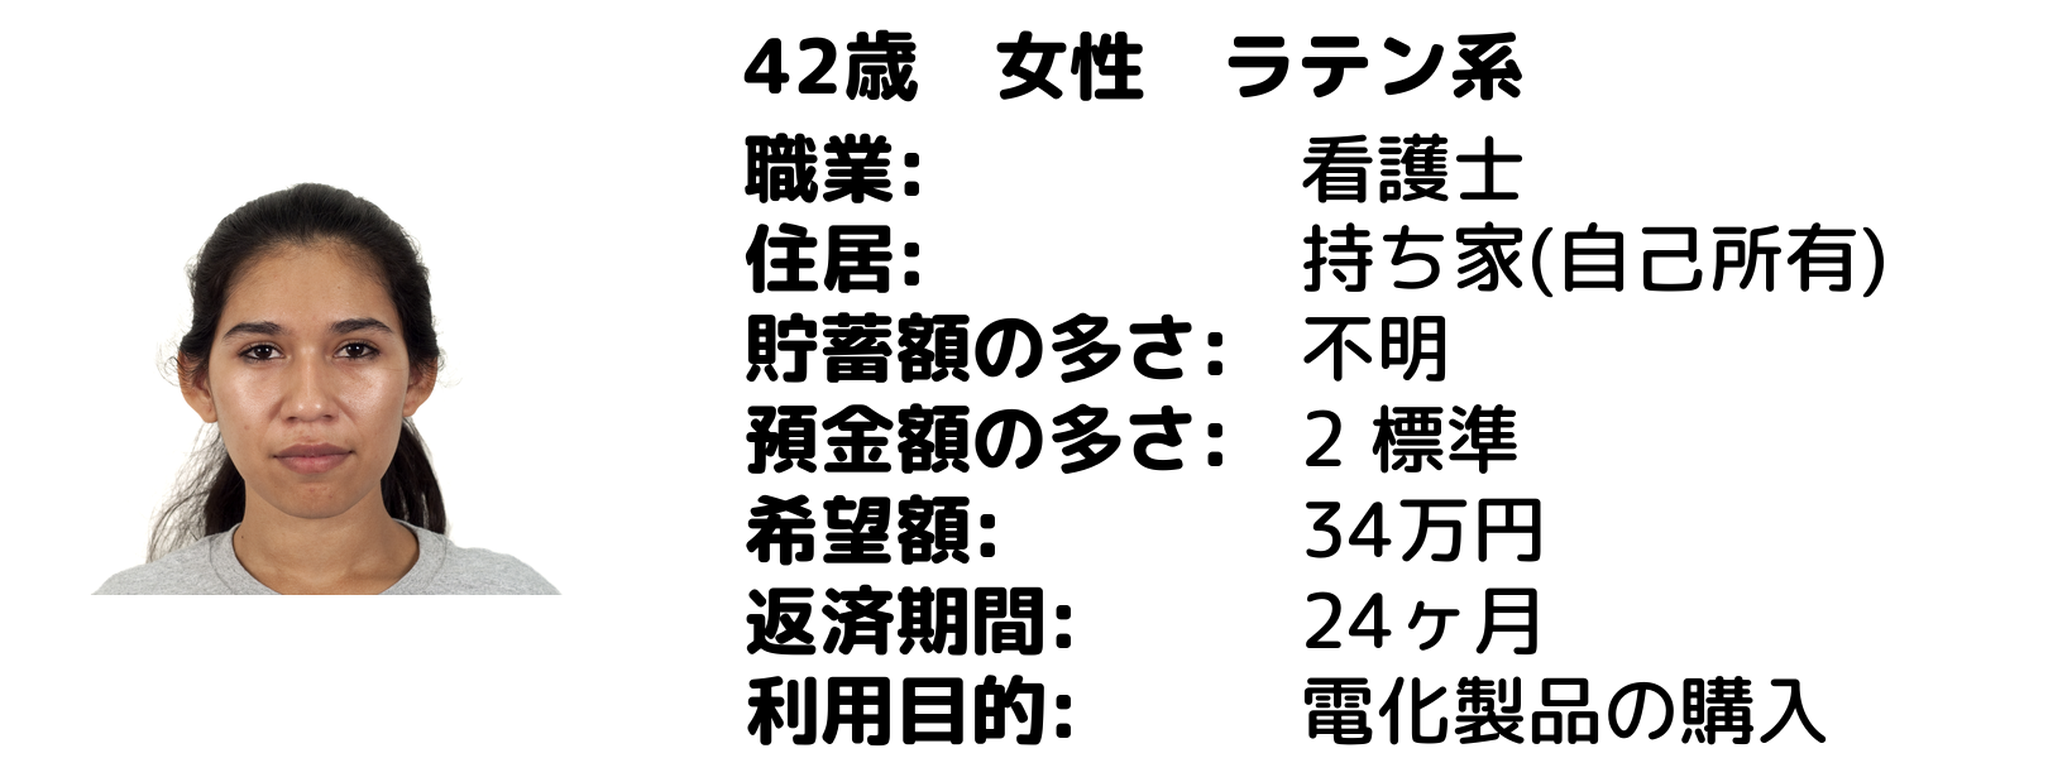 42歳　女性　ラテン系
職業: 看護士
住居: 持ち家(自己所有)
貯蓄額の多さ: 不明
預金額の多さ: 2 標準
希望額: 34万円
返済期間: 24ヶ月
利用目的: 電化製品の購入